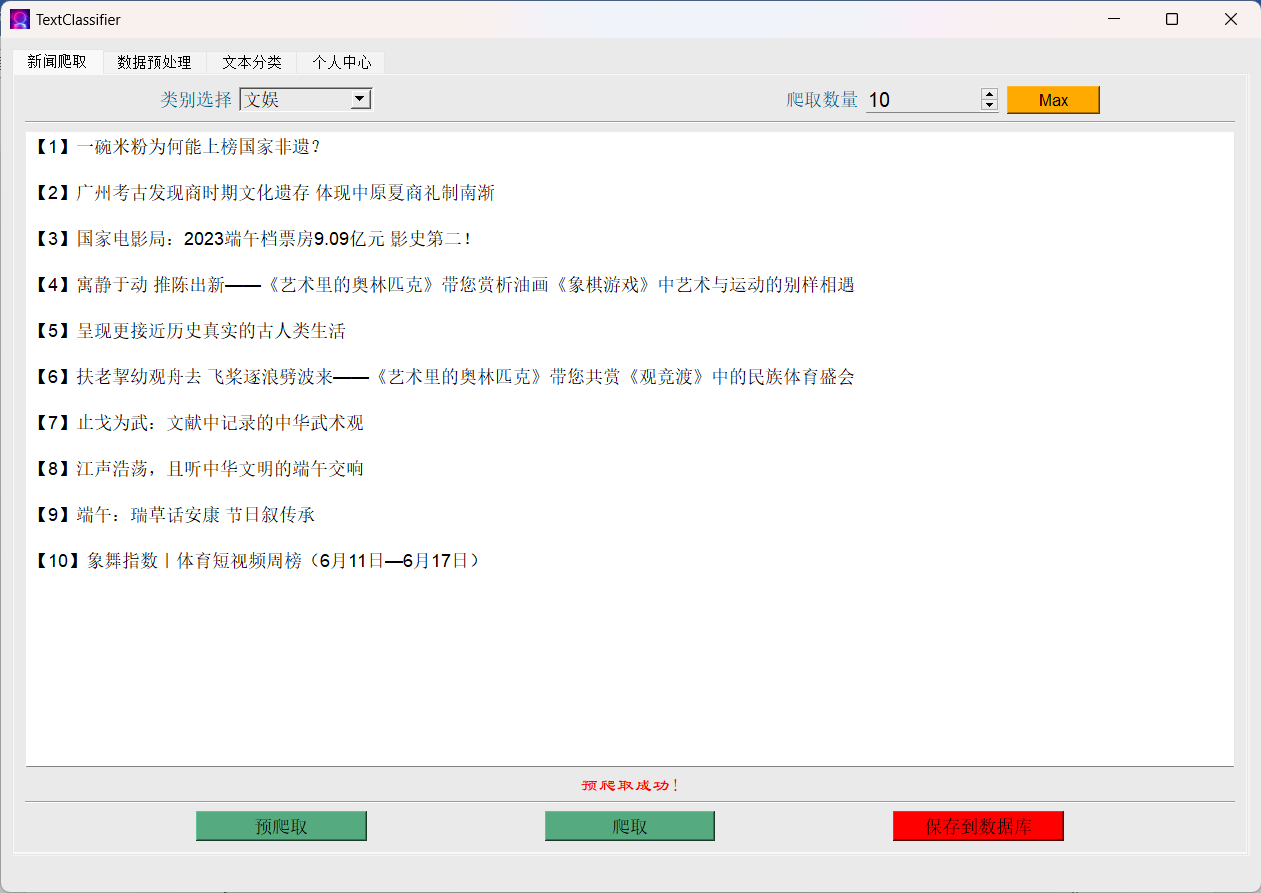 TextClassifier
新闻爬取 数据预处理 文本分类 个人中心
类别选择 文娱 爬取数量 10 Max
【1】一碗米粉为何能上榜国家非遗？
【2】广州考古发现商时期文化遗存 体现中原夏商礼制南渐
【3】国家电影局：2023端午档票房9.09亿元 影史第二！
【4】寓静于动 推陈出新——《艺术里的奥林匹克》带您赏析油画《象棋游戏》中艺术与运动的别样相遇
【5】呈现更接近历史真实的古人类生活
【6】扶老挈幼观舟去 飞桨逐浪劈波来——《艺术里的奥林匹克》带您共赏《观竞渡》中的民族体育盛会
【7】止戈为武：文献中记录的中华武术观
【8】江声浩荡，且听中华文明的端午交响
【9】端午：瑞草话安康 节日叙传承
【10】象舞指数丨体育短视频周榜（6月11日—6月17日）
预爬取成功！
预爬取 爬取 保存到数据库